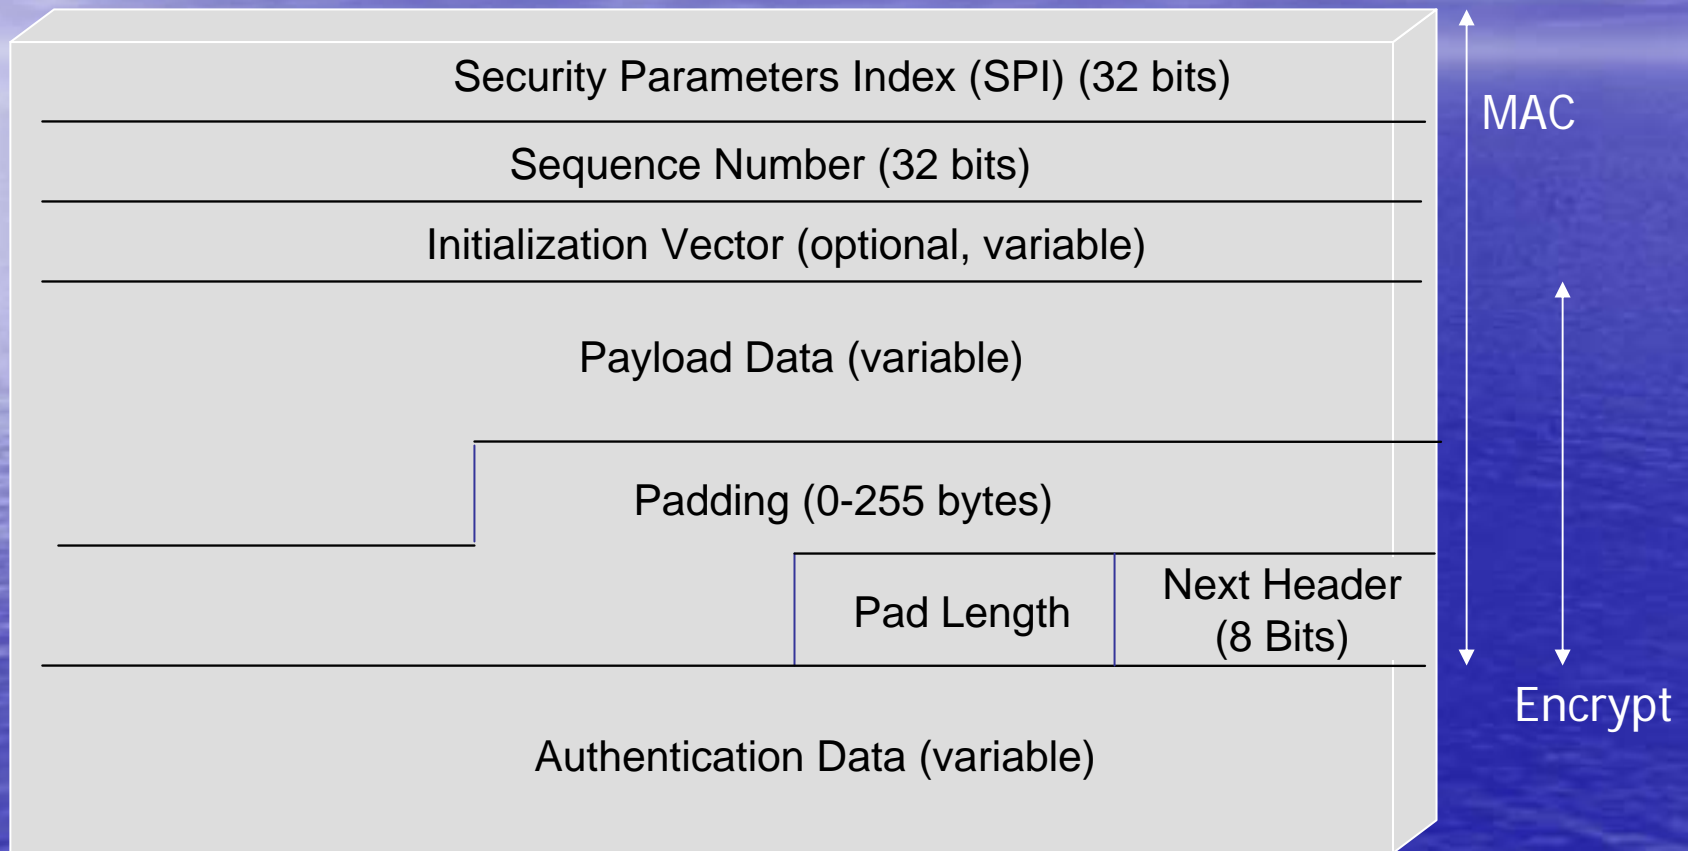 Security Parameters Index (SPI) (32 bits)
MAC
Sequence Number (32 bits)
Initialization Vector (optional, variable)
Payload Data (variable)
Padding (0-255 bytes)
Pad Length
Next Header
(8 Bits)
Encrypt
Authentication Data (variable)